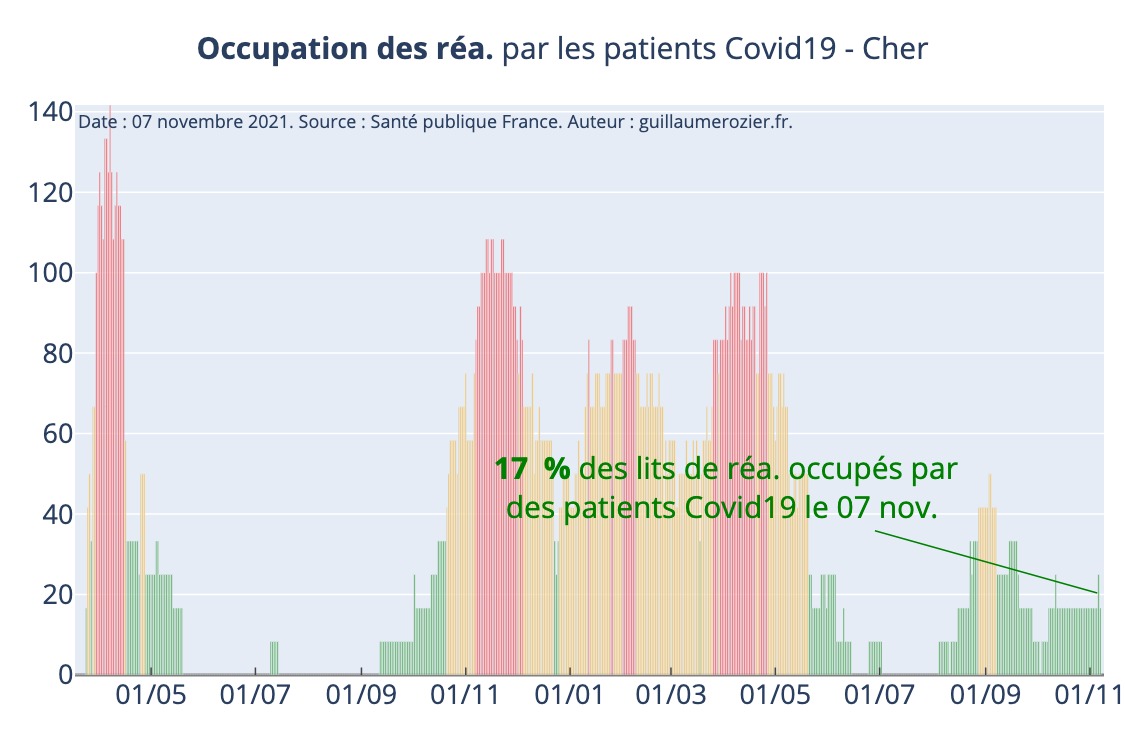 Occupation des réa. par les patients Covid19 - Cher
140
Date : 07 novembre 2021. Source : Santé publique France. Auteur : guillaumerozier.fr.
120
100
80
60
17 % des lits de réa. occupés par
des patients Covid19 le 07 nov.
40
20
0
01/05 01/07 01/09 01/11 01/01 01/03 01/05 01/07 01/09 01/11